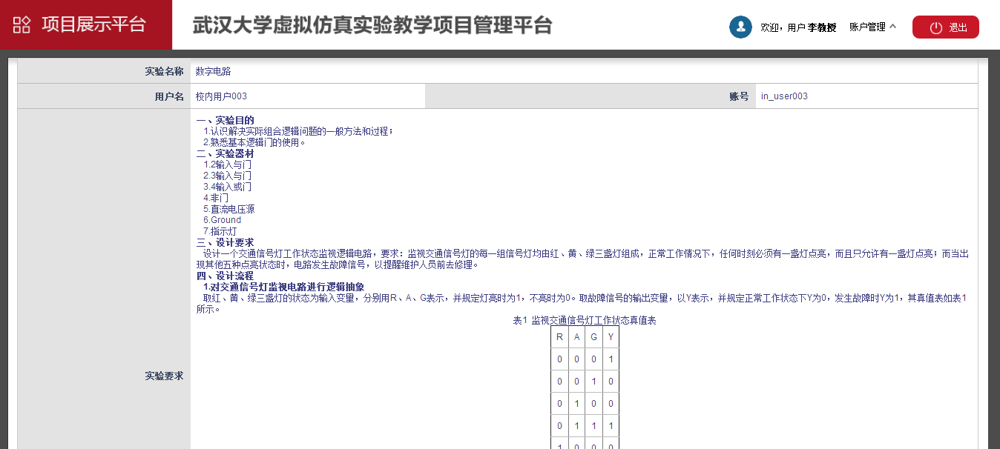 项目展示平台
武汉大学虚拟仿真实验教学项目管理平台
欢迎，用户 李教授 账户管理
退出
实验名称 数字电路
用户名 校内用户003 账号 in_user003
实验要求
一、实验目的
1.认识解决实际组合逻辑问题的一般方法和过程；
2.熟悉基本逻辑门的使用。
二、实验器材
1.2输入与门
2.3输入与门
3.4输入或门
4.非门
5.直流电压源
6.Ground
7.指示灯
三、设计要求
设计一个交通信号灯工作状态监视逻辑电路，要求：监视交通信号灯的每一组信号灯均由红、黄、绿三盏灯组成，正常工作情况下，任何时刻必须有一盏灯点亮，而且只允许有一盏灯点亮；而当出
现其他五种点亮状态时，电路发生故障信号，以提醒维护人员前去修理。
四、设计流程
1.对交通信号灯监视电路进行逻辑抽象
取红、黄、绿三盏灯的状态为输入变量，分别用R、A、G表示，并规定灯亮时为1，不亮时为0。取故障信号的输出变量，以Y表示，并规定正常工作状态下Y为0，发生故障时Y为1，其真值表如表1
所示。
表1 监视交通信号灯工作状态真值表
R A G Y
0 0 0 1
0 0 1 0
0 1 0 0
0 1 1 1
1 0 0 0